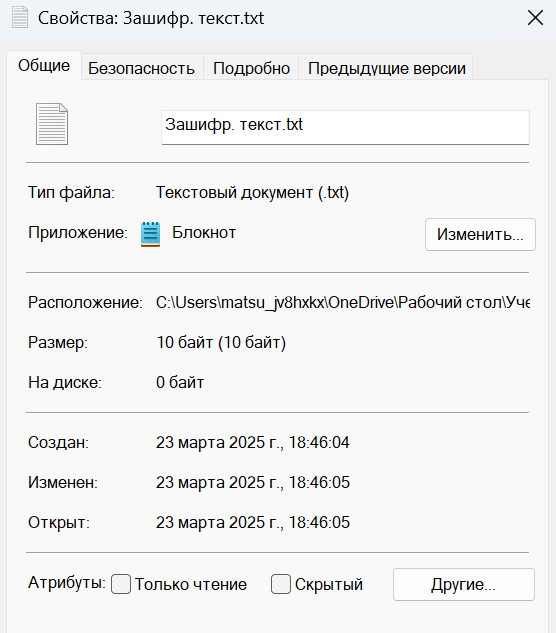 Свойства: Зашифр. текст.txt
Общие Безопасность Подробно Предыдущие версии
Зашифр. текст.txt
Тип файла: Текстовый документ (.txt)
Приложение: Блокнот Изменить...
Расположение: C:\Users\matsu_jv8hxkx\OneDrive\Рабочий стол\Уче
Размер: 10 байт (10 байт)
На диске: 0 байт
Создан: 23 марта 2025 г., 18:46:04
Изменен: 23 марта 2025 г., 18:46:05
Открыт: 23 марта 2025 г., 18:46:05
Атрибуты: Только чтение Скрытый Другие...